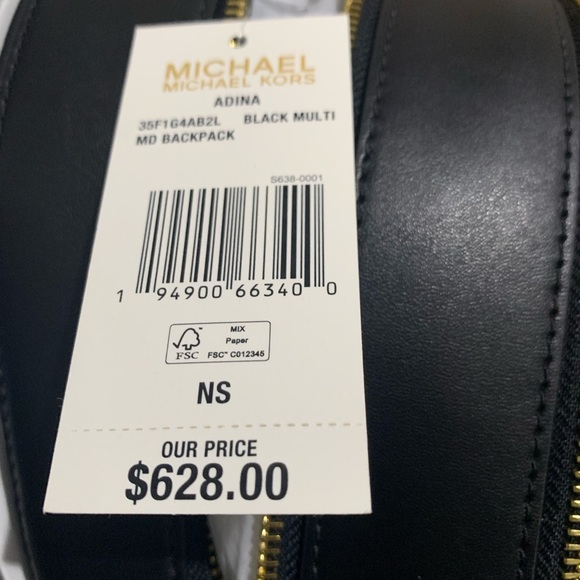 MICHAEL
MICHAEL KORS
ADINA
35F1G4AB2L BLACK MULTI
MD BACKPACK
S638-0001
1 94900 66340 0
FSC
MIX
Paper
FSC™ C012345
NS
OUR PRICE
$628.00